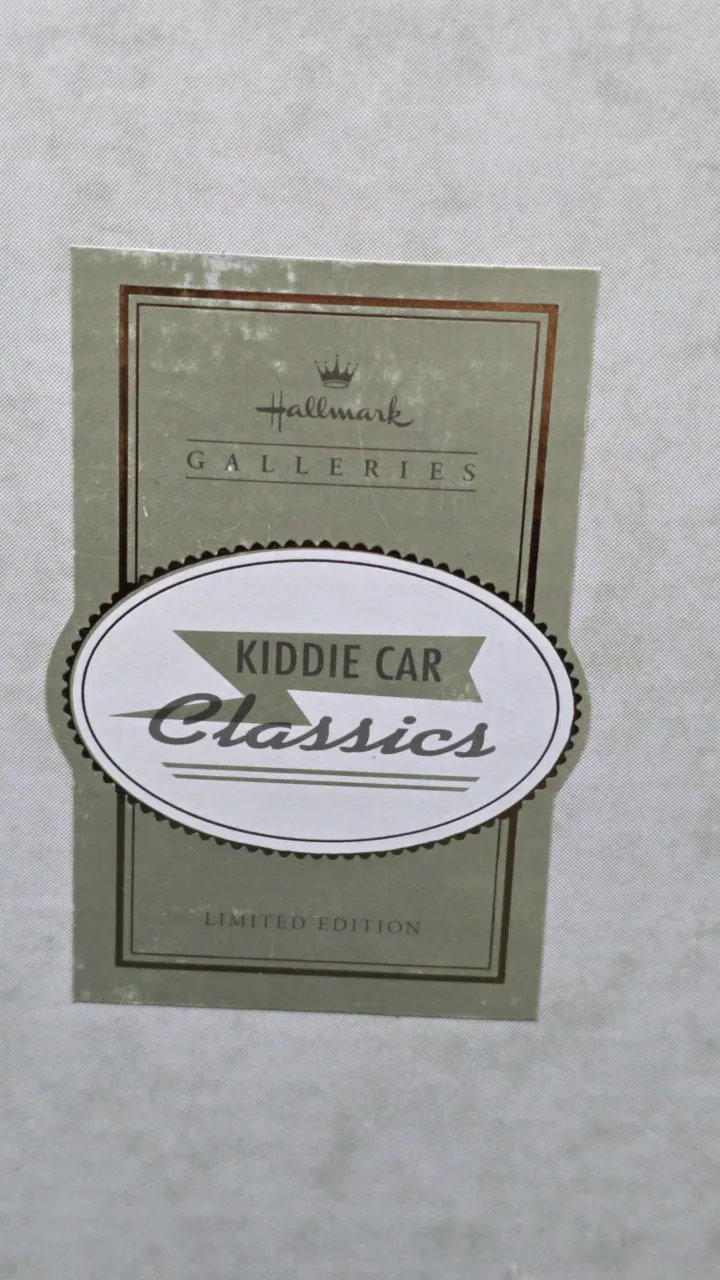 Hallmark
GALLERIES
KIDDIE CAR
Classics
LIMITED EDITION